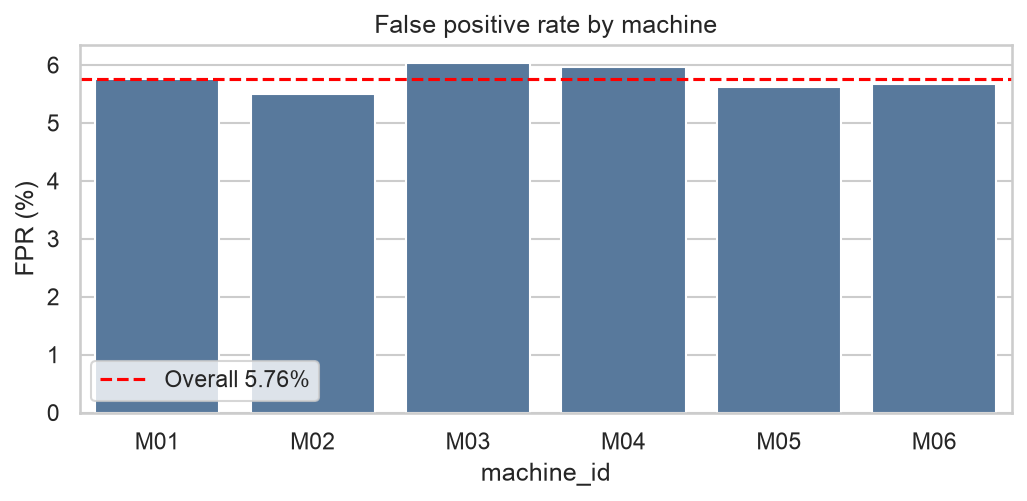 False positive rate by machine
FPR (%)
6
5
4
3
2
1
0
Overall 5.76%
M01 M02 M03 M04 M05 M06
machine_id